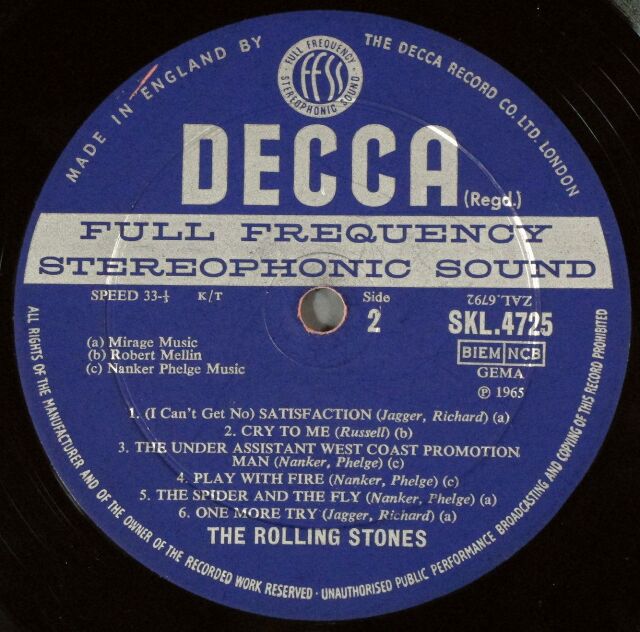 MADE IN ENGLAND BY
THE DECCA RECORD CO. LTD. LONDON
· FULL FREQUENCY ·
STEREOPHONIC SOUND
FFSS
DECCA
(Regd.)
FULL FREQUENCY
STEREOPHONIC SOUND
SPEED 33-⅓ K/T
Side
2
ZAL.6792
SKL.4725
BIEM NCB
GEMA
Ⓟ 1965
(a) Mirage Music
(b) Robert Mellin
(c) Nanker Phelge Music
1. (I Can't Get No) SATISFACTION (Jagger, Richard) (a)
2. CRY TO ME (Russell) (b)
3. THE UNDER ASSISTANT WEST COAST PROMOTION
MAN (Nanker, Phelge) (c)
4. PLAY WITH FIRE (Nanker, Phelge) (c)
5. THE SPIDER AND THE FLY (Nanker, Phelge) (a)
6. ONE MORE TRY (Jagger, Richard) (a)
THE ROLLING STONES
ALL RIGHTS OF THE MANUFACTURER AND OF THE OWNER OF THE RECORDED WORK RESERVED · UNAUTHORISED PUBLIC PERFORMANCE BROADCASTING AND COPYING OF THIS RECORD PROHIBITED